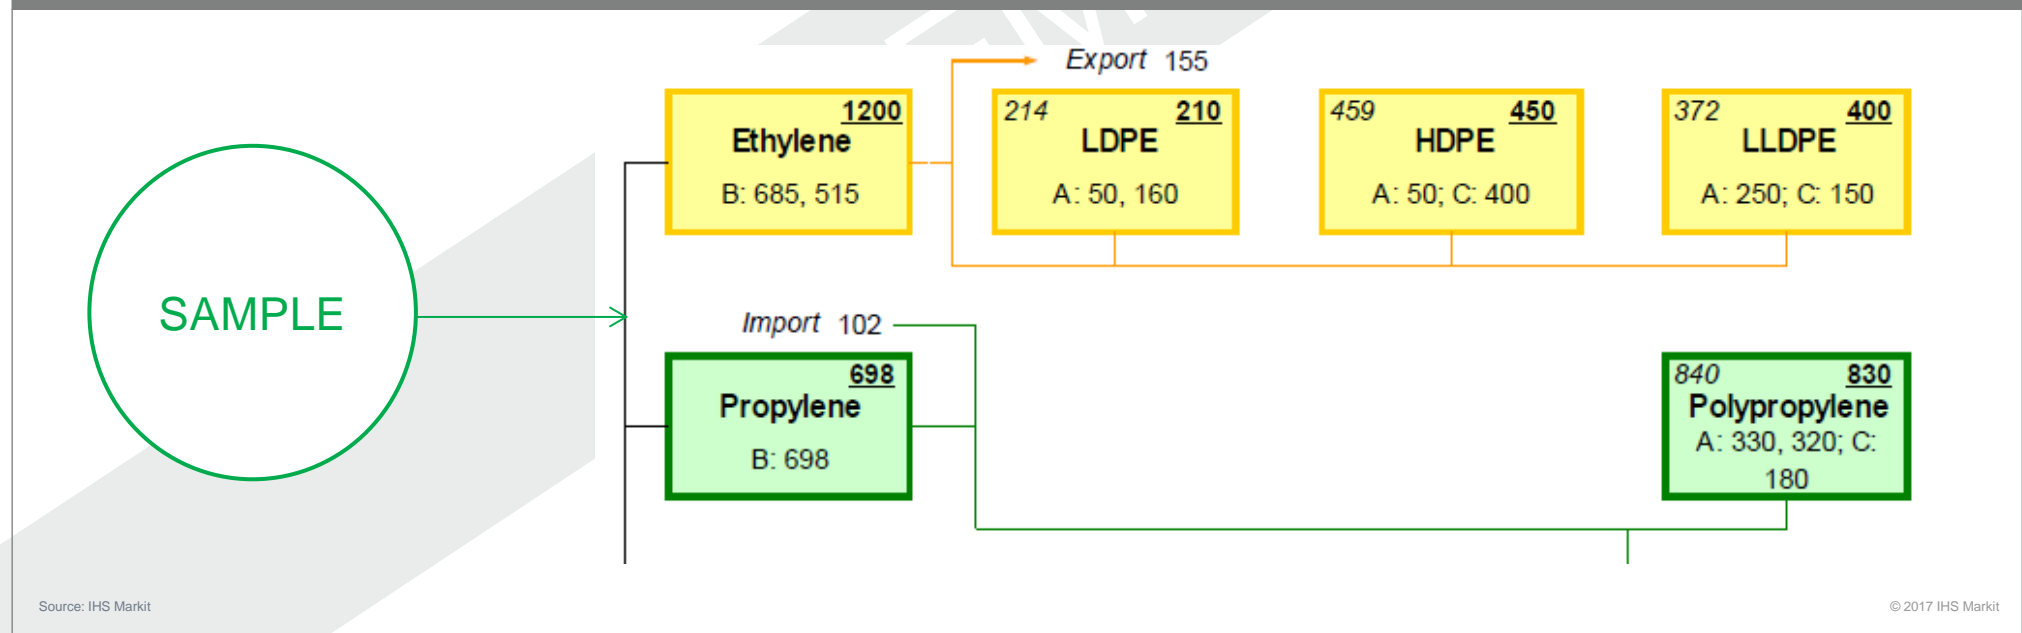 Export 155
1200
Ethylene
B: 685, 515
214 210
LDPE
A: 50, 160
459 450
HDPE
A: 50; C: 400
372 400
LLDPE
A: 250; C: 150
SAMPLE
Import 102
698
Propylene
B: 698
840 830
Polypropylene
A: 330, 320; C:
180
Source: IHS Markit
© 2017 IHS Markit